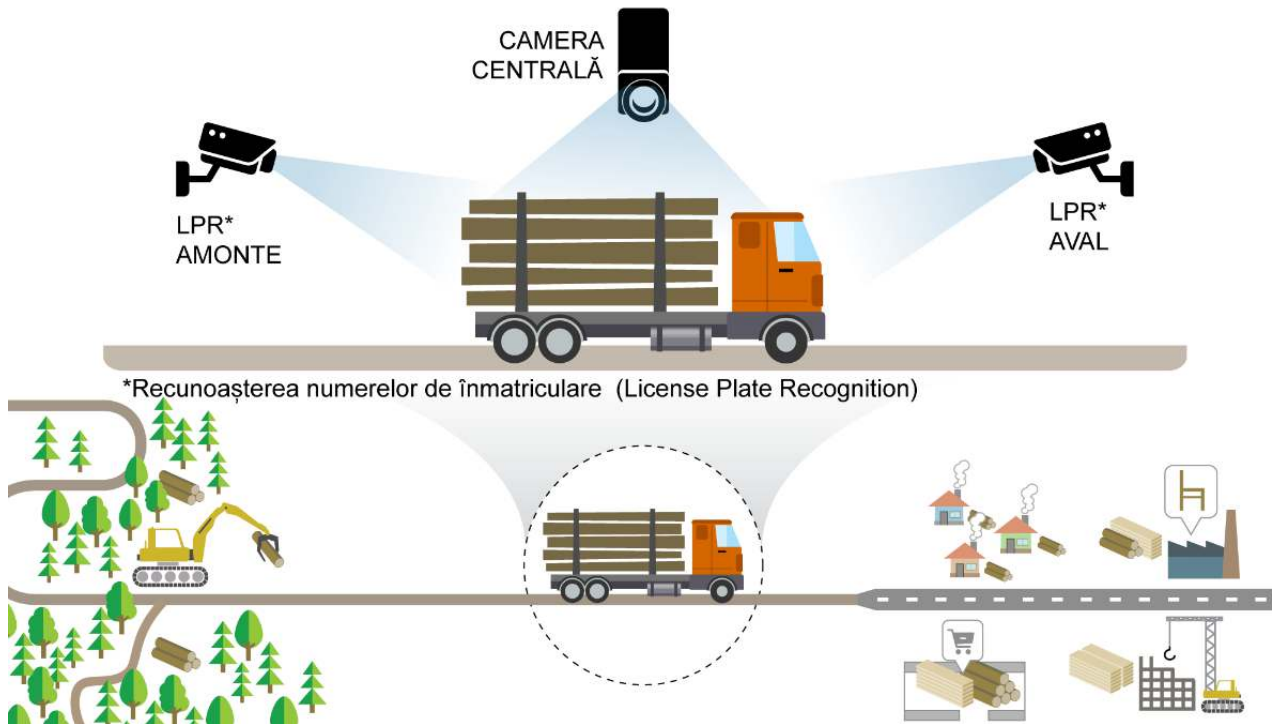 CAMERA
CENTRALĂ
LPR*
AMONTE
LPR*
AVAL
*Recunoașterea numerelor de înmatriculare (License Plate Recognition)